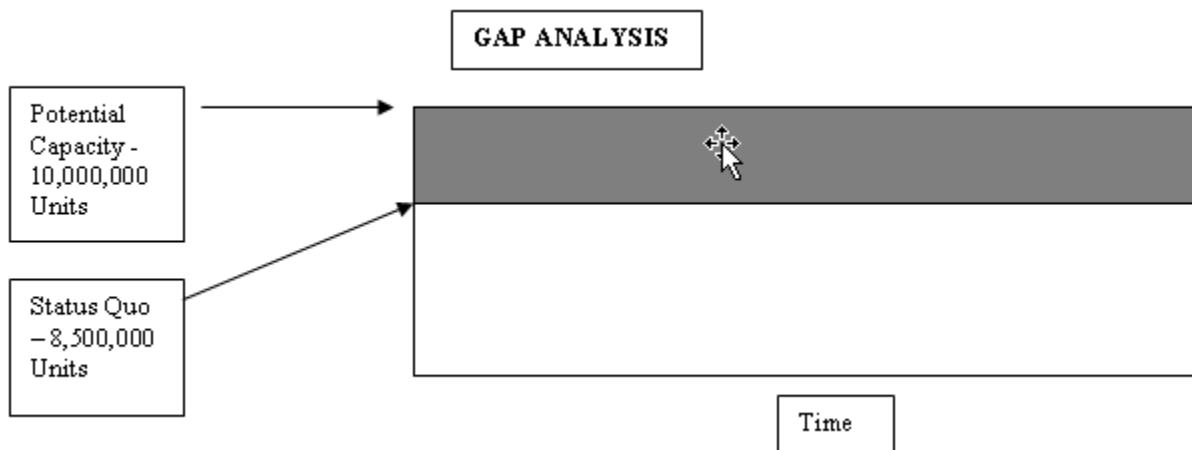 GAP ANALYSIS
Potential
Capacity -
10,000,000
Units
Status Quo
– 8,500,000
Units
Time